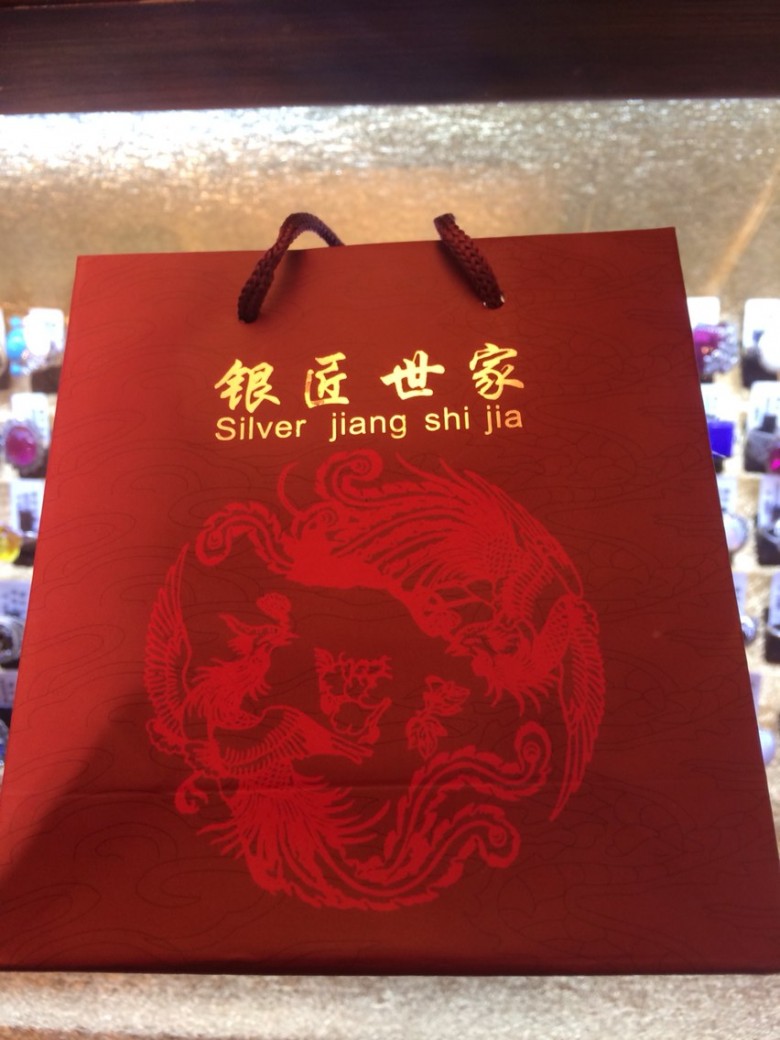 银匠世家
Silver jiang shi jia